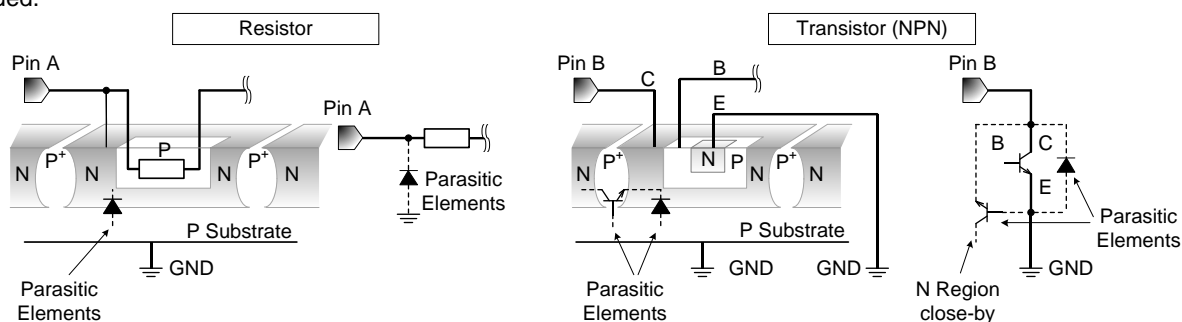 ded.
Resistor
Transistor (NPN)
Pin A
Pin A
N
P+
N
P
N
P+
N
Parasitic
Elements
P Substrate
GND
Parasitic
Elements
Pin B
C
B
E
N
P+
N
N
P
N
P+
N
P Substrate
GND
GND
Parasitic
Elements
Pin B
B
C
E
Parasitic
Elements
GND
N Region
close-by